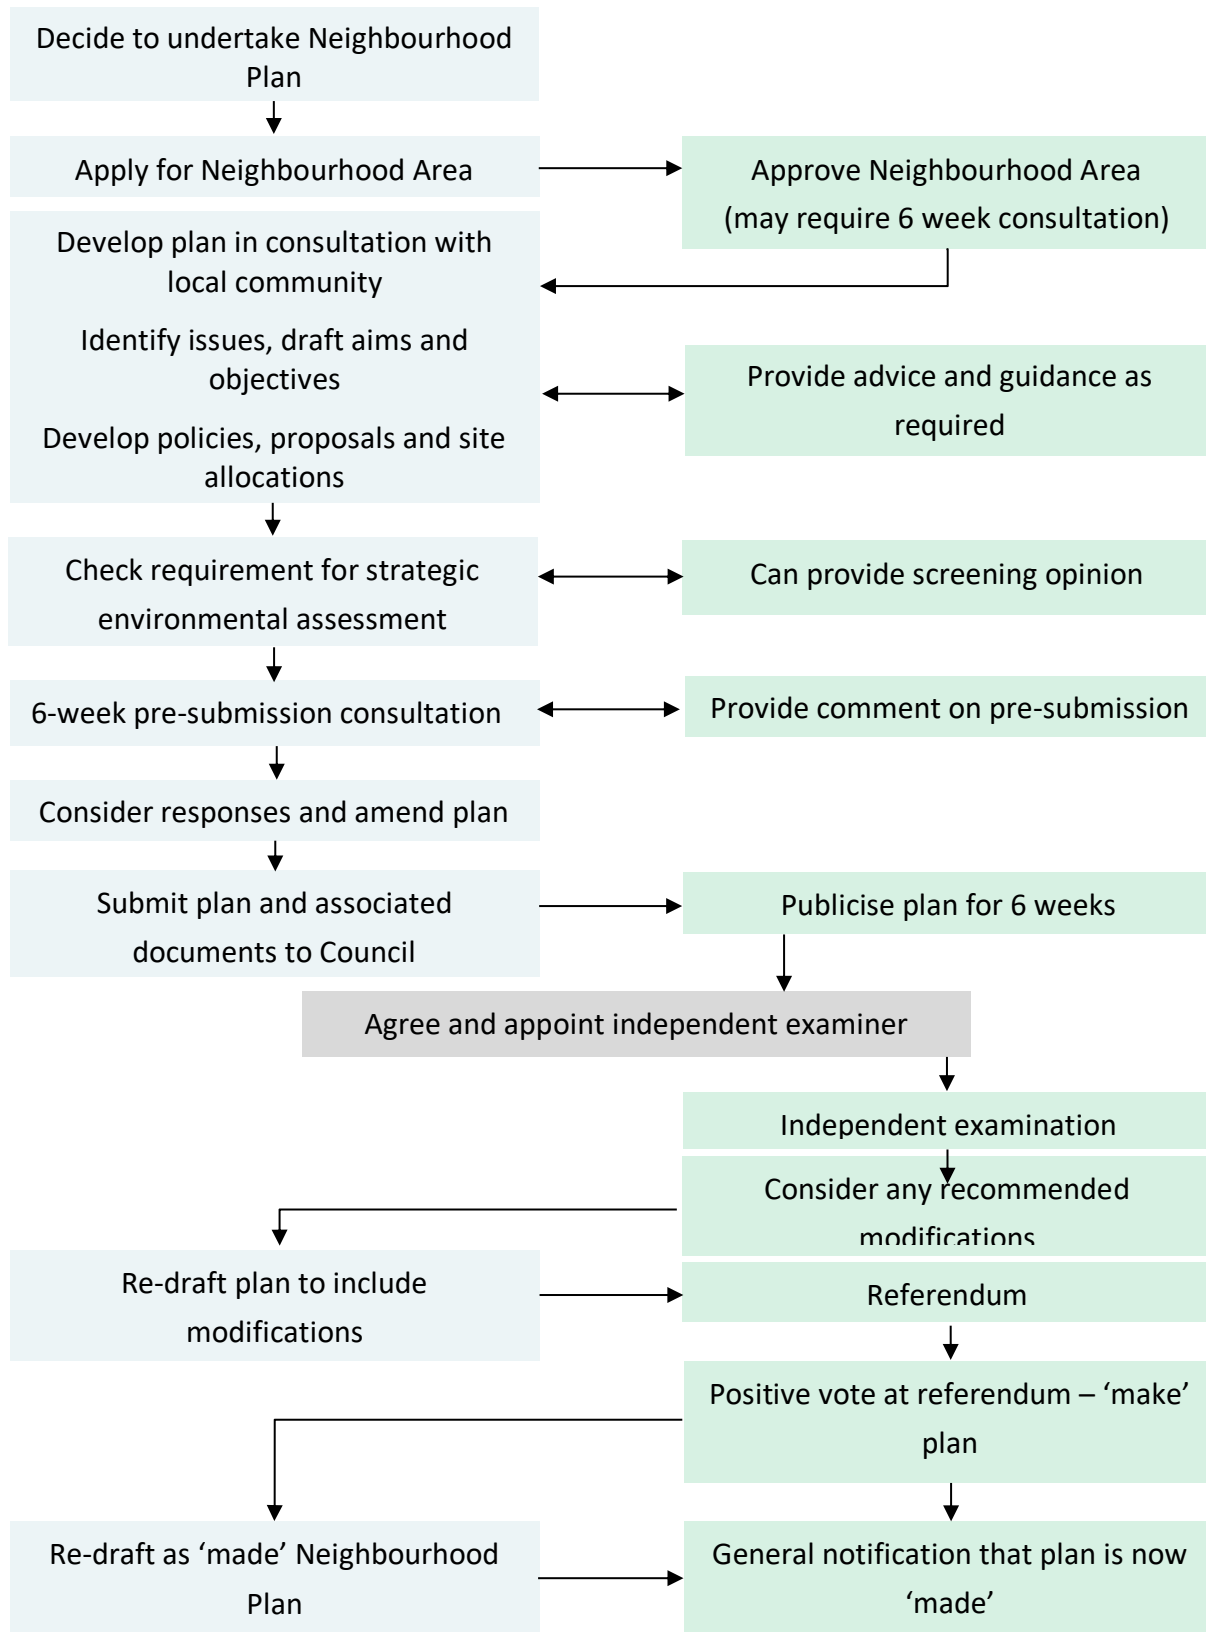 Decide to undertake Neighbourhood
Plan
Apply for Neighbourhood Area
Approve Neighbourhood Area
(may require 6 week consultation)
Develop plan in consultation with
local community
Identify issues, draft aims and
objectives
Develop policies, proposals and site
allocations
Provide advice and guidance as
required
Check requirement for strategic
environmental assessment
Can provide screening opinion
6-week pre-submission consultation
Provide comment on pre-submission
Consider responses and amend plan
Submit plan and associated
documents to Council
Publicise plan for 6 weeks
Agree and appoint independent examiner
Independent examination
Consider any recommended
modifications
Re-draft plan to include
modifications
Referendum
Positive vote at referendum – ‘make’
plan
Re-draft as ‘made’ Neighbourhood
Plan
General notification that plan is now
‘made’